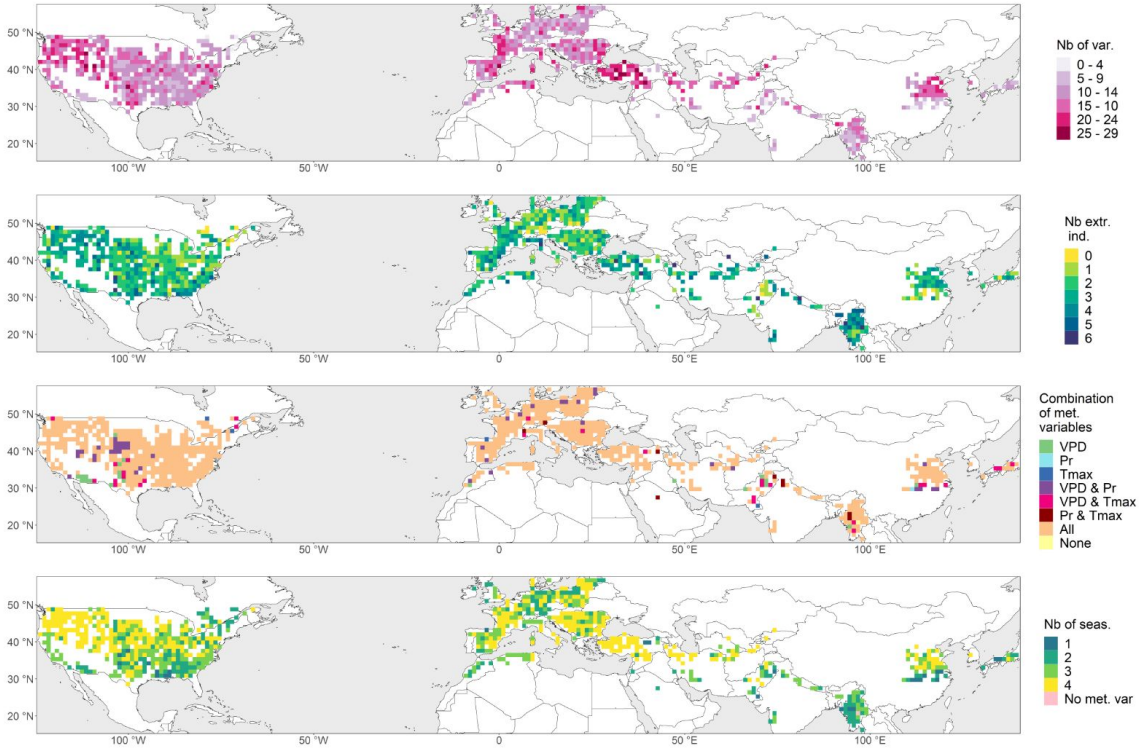 50 °N
40 °N
30 °N
20 °N
100 °W
50 °W
0
50 °E
100 °E
Nb of var.
0 - 4
5 - 9
10 - 14
15 - 10
20 - 24
25 - 29
50 °N
40 °N
30 °N
20 °N
100 °W
50 °W
0
50 °E
100 °E
Nb extr.
ind.
0
1
2
3
4
5
6
50 °N
40 °N
30 °N
20 °N
100 °W
50 °W
0
50 °E
100 °E
Combination
of met.
variables
VPD
Pr
Tmax
VPD & Pr
VPD & Tmax
Pr & Tmax
All
None
50 °N
40 °N
30 °N
20 °N
100 °W
50 °W
0
50 °E
100 °E
Nb of seas.
1
2
3
4
No met. var